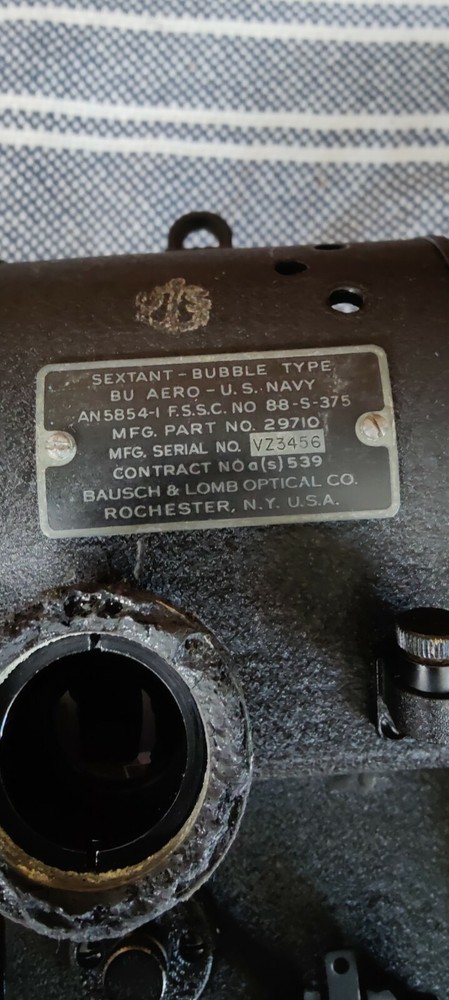 SEXTANT-BUBBLE TYPE
BU AERO-U.S. NAVY
AN5854-1 F.S.S.C. NO 88-S-375
MFG. PART NO. 29710
MFG. SERIAL NO. VZ3456
CONTRACT NO a(s) 539
BAUSCH & LOMB OPTICAL CO.
ROCHESTER, N.Y. U.S.A.